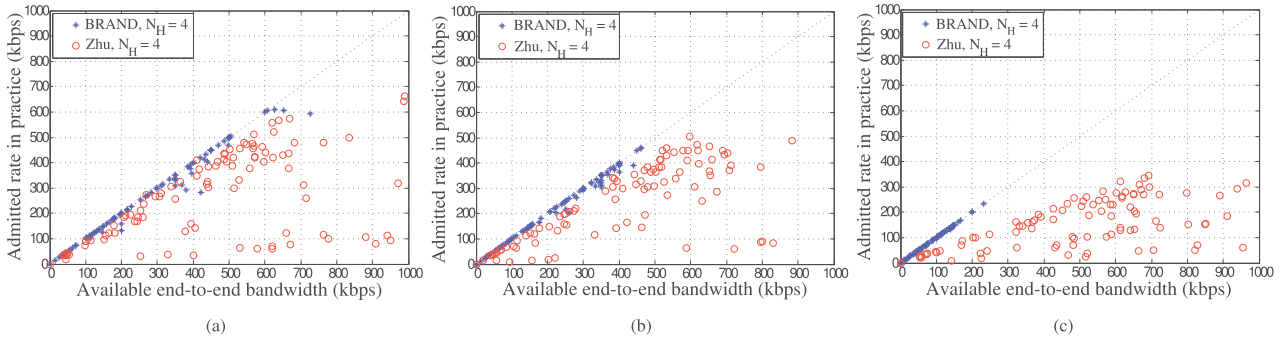 1000
900
800
700
600
500
400
300
200
100
0
Admitted rate in practice (kbps)
BRAND, N_H = 4
Zhu, N_H = 4
0 100 200 300 400 500 600 700 800 900 1000
Available end-to-end bandwidth (kbps)
(a)
1000
900
800
700
600
500
400
300
200
100
0
Admitted rate in practice (kbps)
BRAND, N_H = 4
Zhu, N_H = 4
0 100 200 300 400 500 600 700 800 900 1000
Available end-to-end bandwidth (kbps)
(b)
1000
900
800
700
600
500
400
300
200
100
0
Admitted rate in practice (kbps)
BRAND, N_H = 4
Zhu, N_H = 4
0 100 200 300 400 500 600 700 800 900 1000
Available end-to-end bandwidth (kbps)
(c)